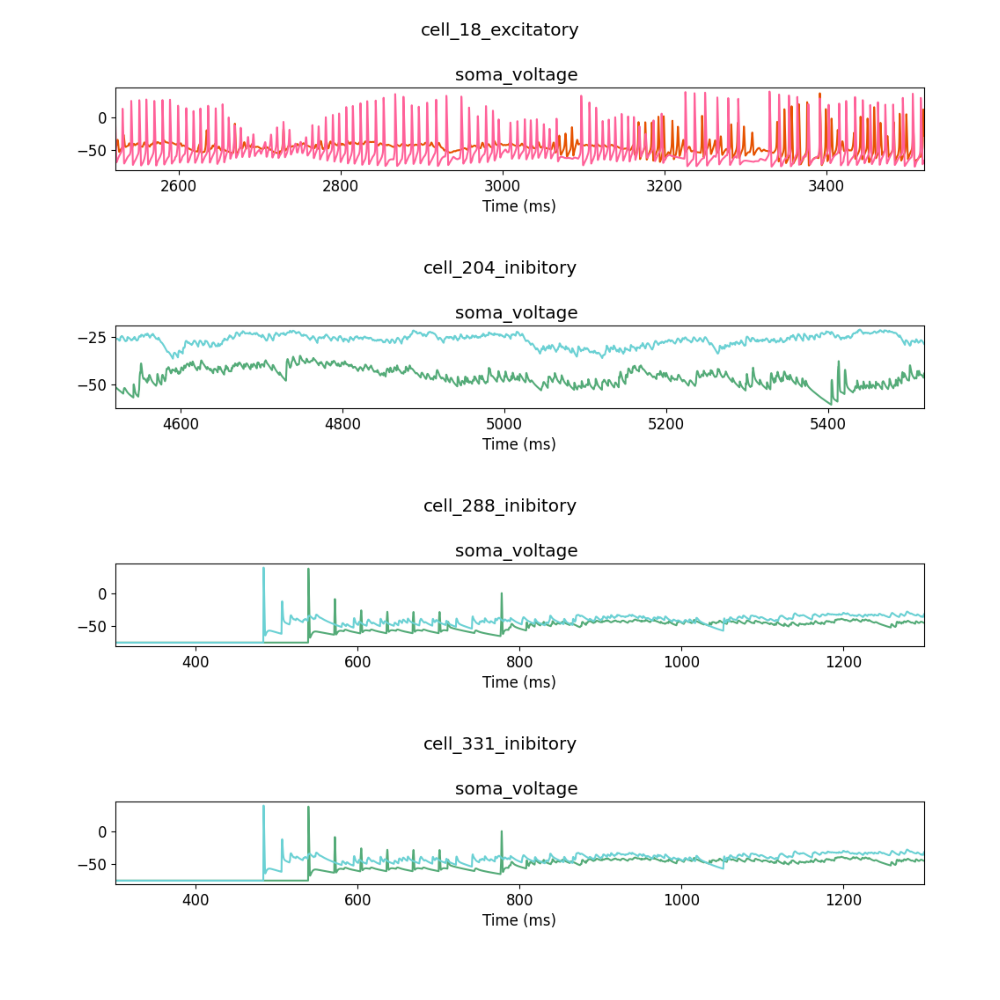 cell_18_excitatory
soma_voltage
0
−50
2600 2800 3000 3200 3400
Time (ms)
cell_204_inibitory
soma_voltage
−25
−50
4600 4800 5000 5200 5400
Time (ms)
cell_288_inibitory
soma_voltage
0
−50
400 600 800 1000 1200
Time (ms)
cell_331_inibitory
soma_voltage
0
−50
400 600 800 1000 1200
Time (ms)